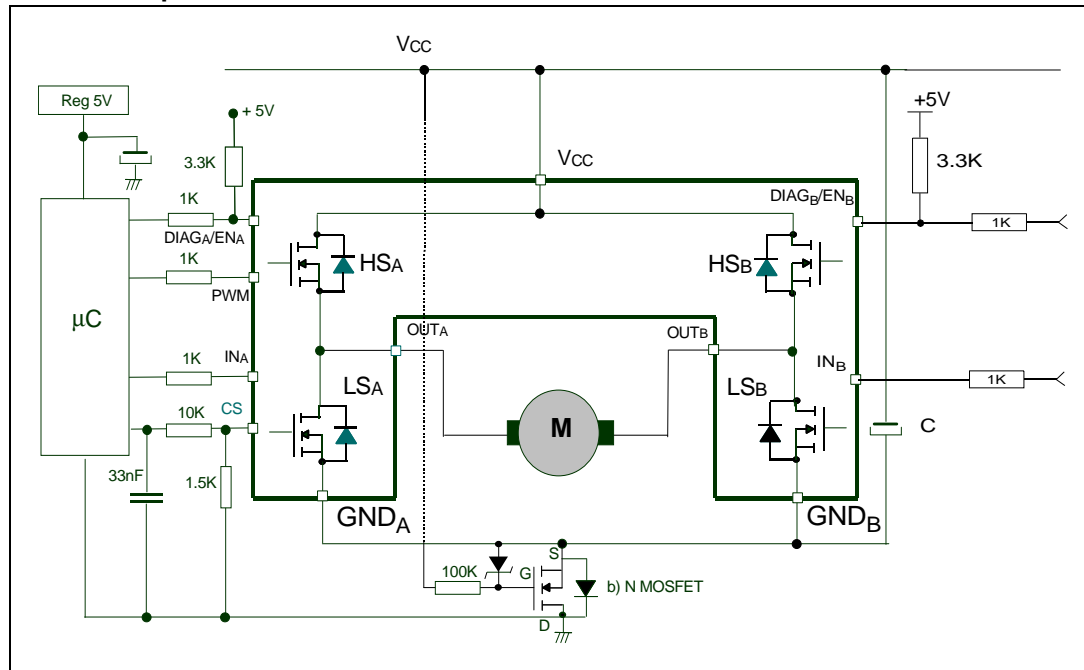 VCC
Reg 5V
+ 5V
+5V
3.3K
VCC
3.3K
1K
DIAGA/ENA
DIAGB/ENB
1K
HSA
HSB
1K
PWM
µC
OUTA
OUTB
1K
INA
INB
LSA
LSB
1K
10K
CS
M
C
33nF
1.5K
GNDA
GNDB
S
100K
G
b) N MOSFET
D